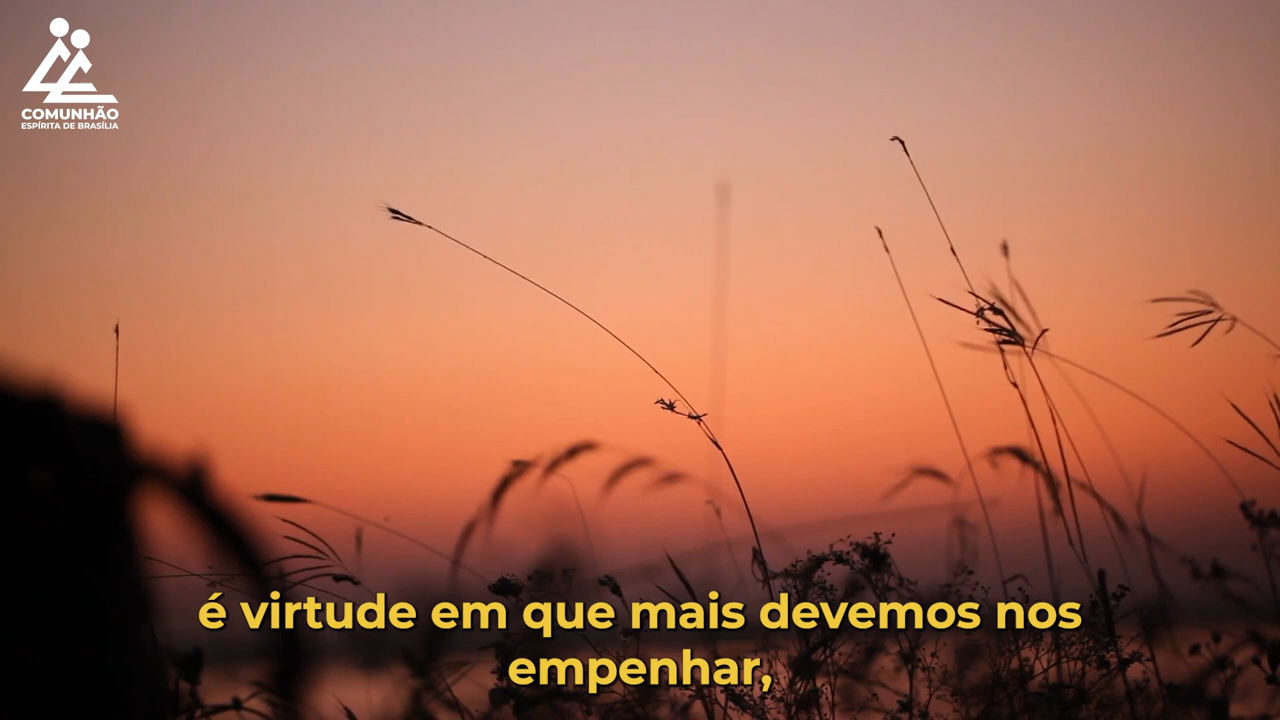 COMUNHÃO
ESPÍRITA DE BRASÍLIA
é virtude em que mais devemos nos
empenhar,